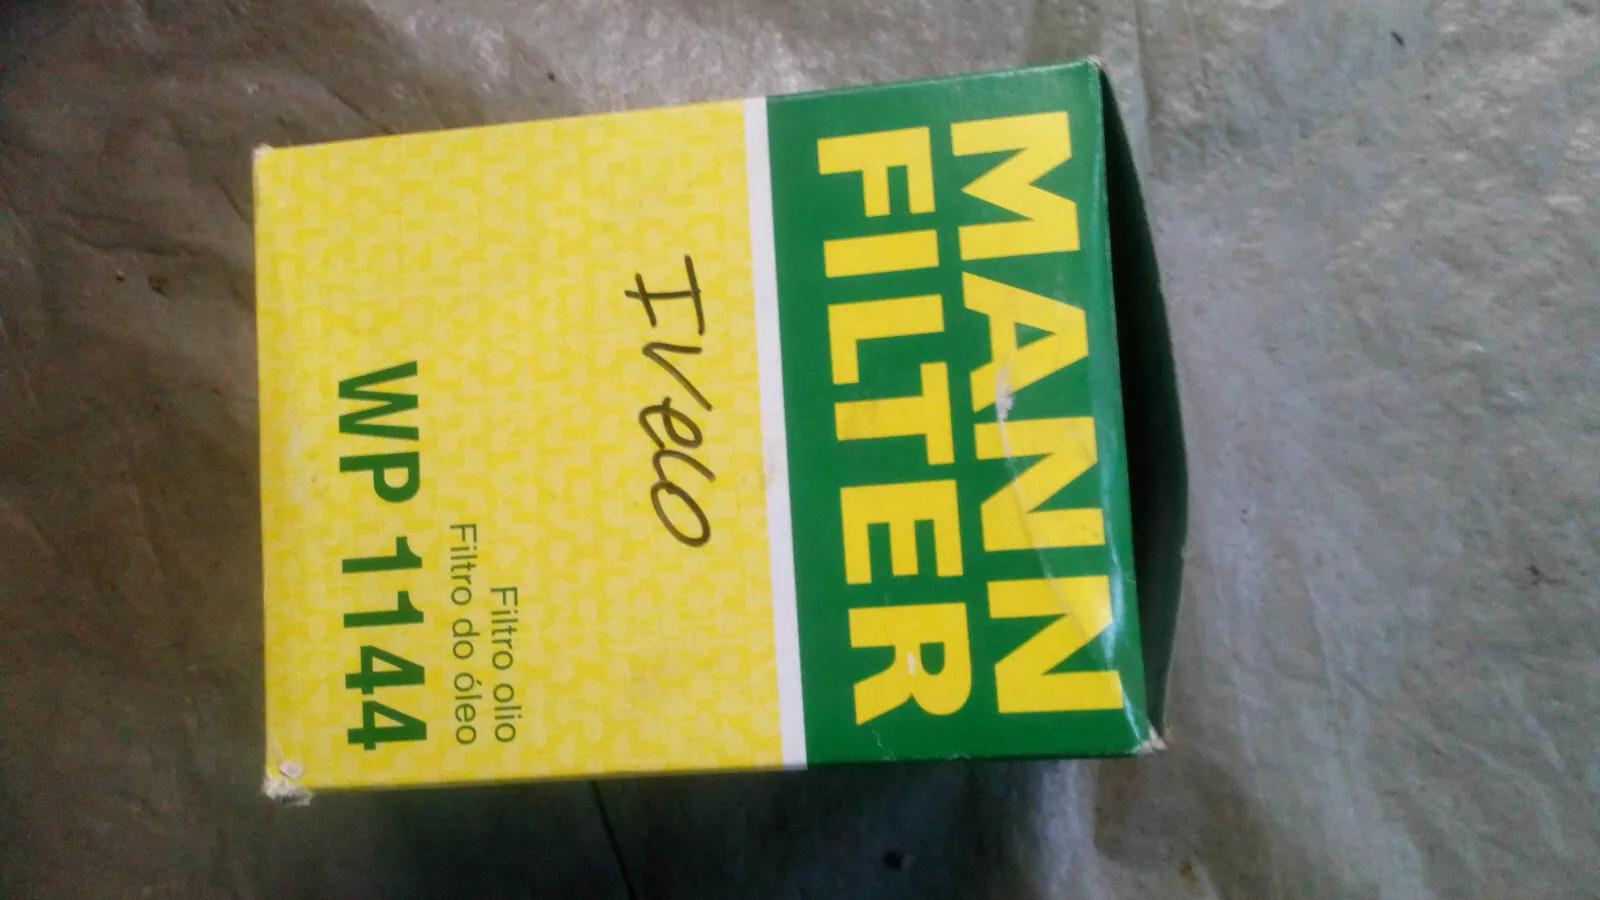 MANN
FILTER
Iveco
Filtro olio
Filtro do óleo
WP 1144